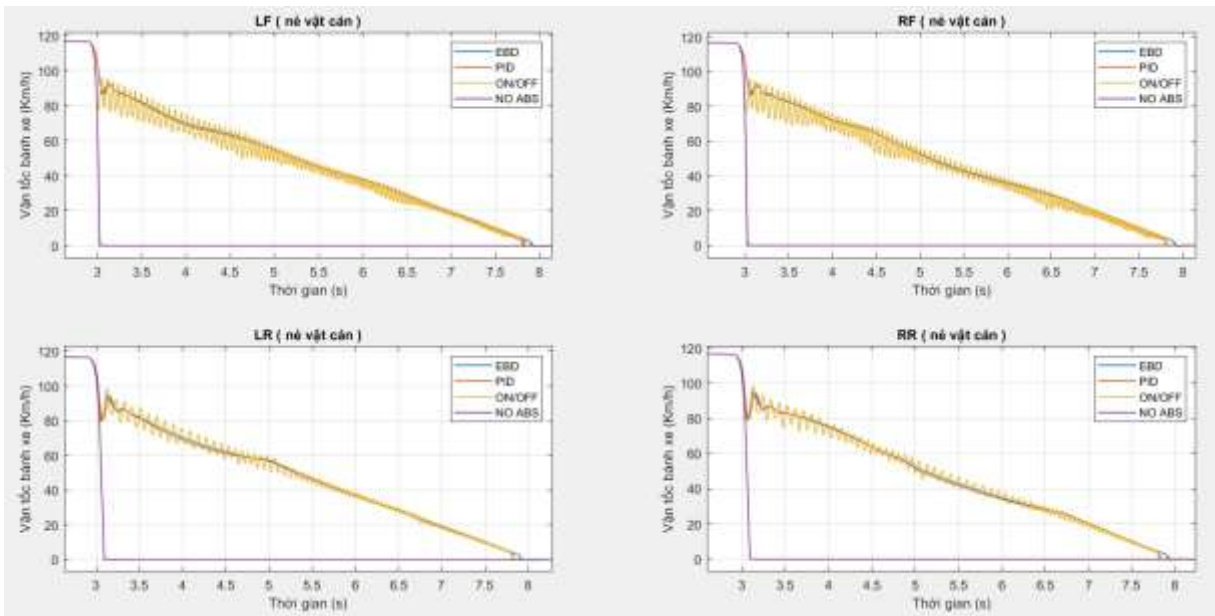 LF ( né vật cản )
120
100
80
60
40
20
0
Vận tốc bánh xe (Km/h)
EBD
PID
ON/OFF
NO ABS
3 3.5 4 4.5 5 5.5 6 6.5 7 7.5 8
Thời gian (s)
RF ( né vật cản )
120
100
80
60
40
20
0
Vận tốc bánh xe (Km/h)
EBD
PID
ON/OFF
NO ABS
3 3.5 4 4.5 5 5.5 6 6.5 7 7.5 8
Thời gian (s)
LR ( né vật cản )
120
100
80
60
40
20
0
Vận tốc bánh xe (Km/h)
EBD
PID
ON/OFF
NO ABS
3 3.5 4 4.5 5 5.5 6 6.5 7 7.5 8
Thời gian (s)
RR ( né vật cản )
120
100
80
60
40
20
0
Vận tốc bánh xe (Km/h)
EBD
PID
ON/OFF
NO ABS
3 3.5 4 4.5 5 5.5 6 6.5 7 7.5 8
Thời gian (s)